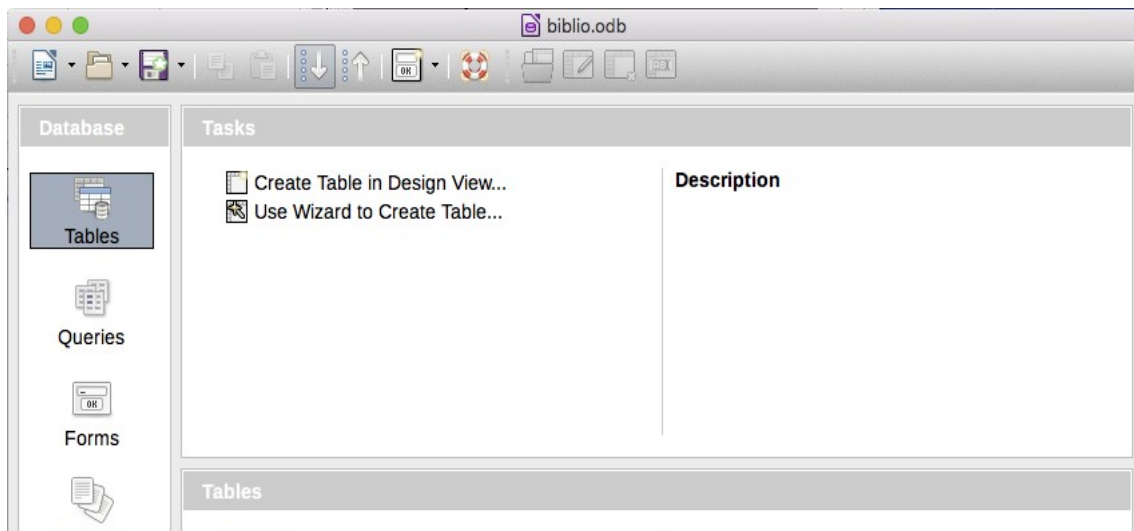 biblio.odb
Database
Tasks
Create Table in Design View...
Use Wizard to Create Table...
Description
Tables
Queries
OK
Forms
Tables